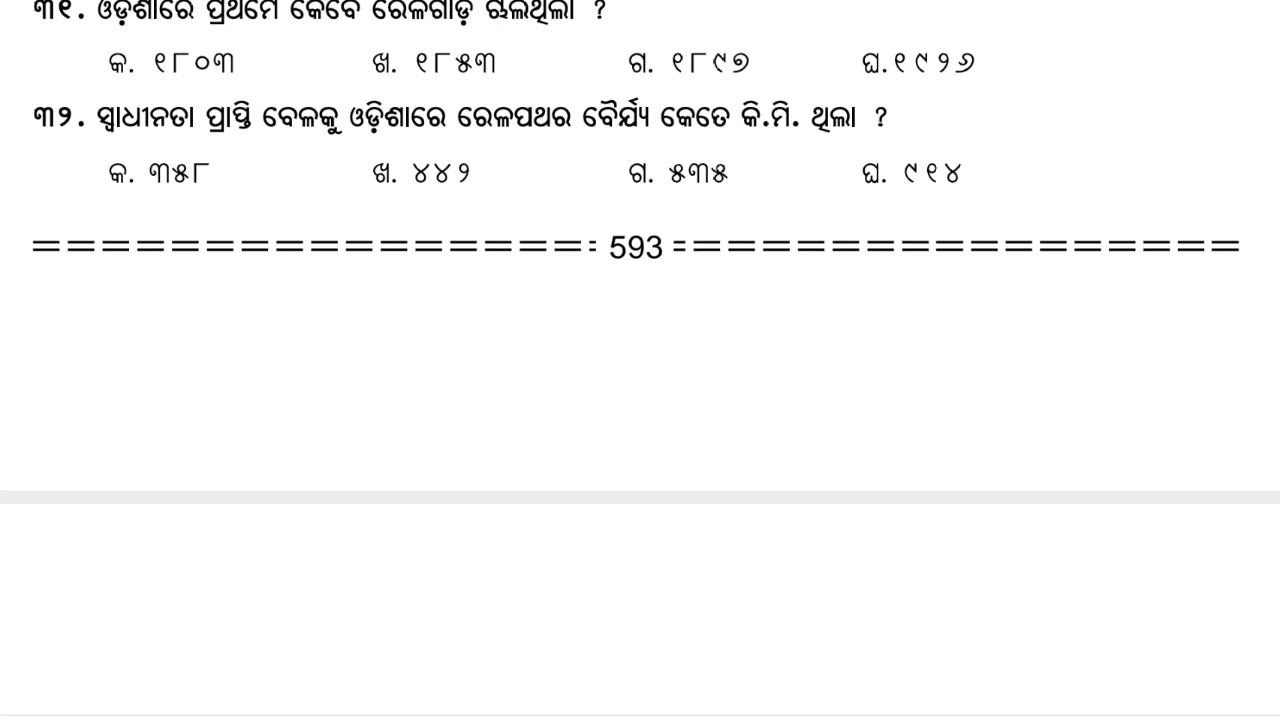 ୩୧. ଓଡ଼ିଶାରେ ପ୍ରଥମେ କେବେ ରେଳଗାଡ଼ି ଚାଲିଥିଲା ?
କ. ୧୮୦୩ ଖ. ୧୮୫୩ ଗ. ୧୮୯୭ ଘ.୧୯୨୬
୩୨. ସ୍ୱାଧୀନତା ପ୍ରାପ୍ତି ବେଳକୁ ଓଡ଼ିଶାରେ ରେଳପଥର ବୈର୍ଯ୍ୟ କେତେ କି.ମି. ଥିଲା ?
କ. ୩୫୮ ଖ. ୪୪୨ ଗ. ୫୩୫ ଘ. ୯୧୪
================: 593 =================